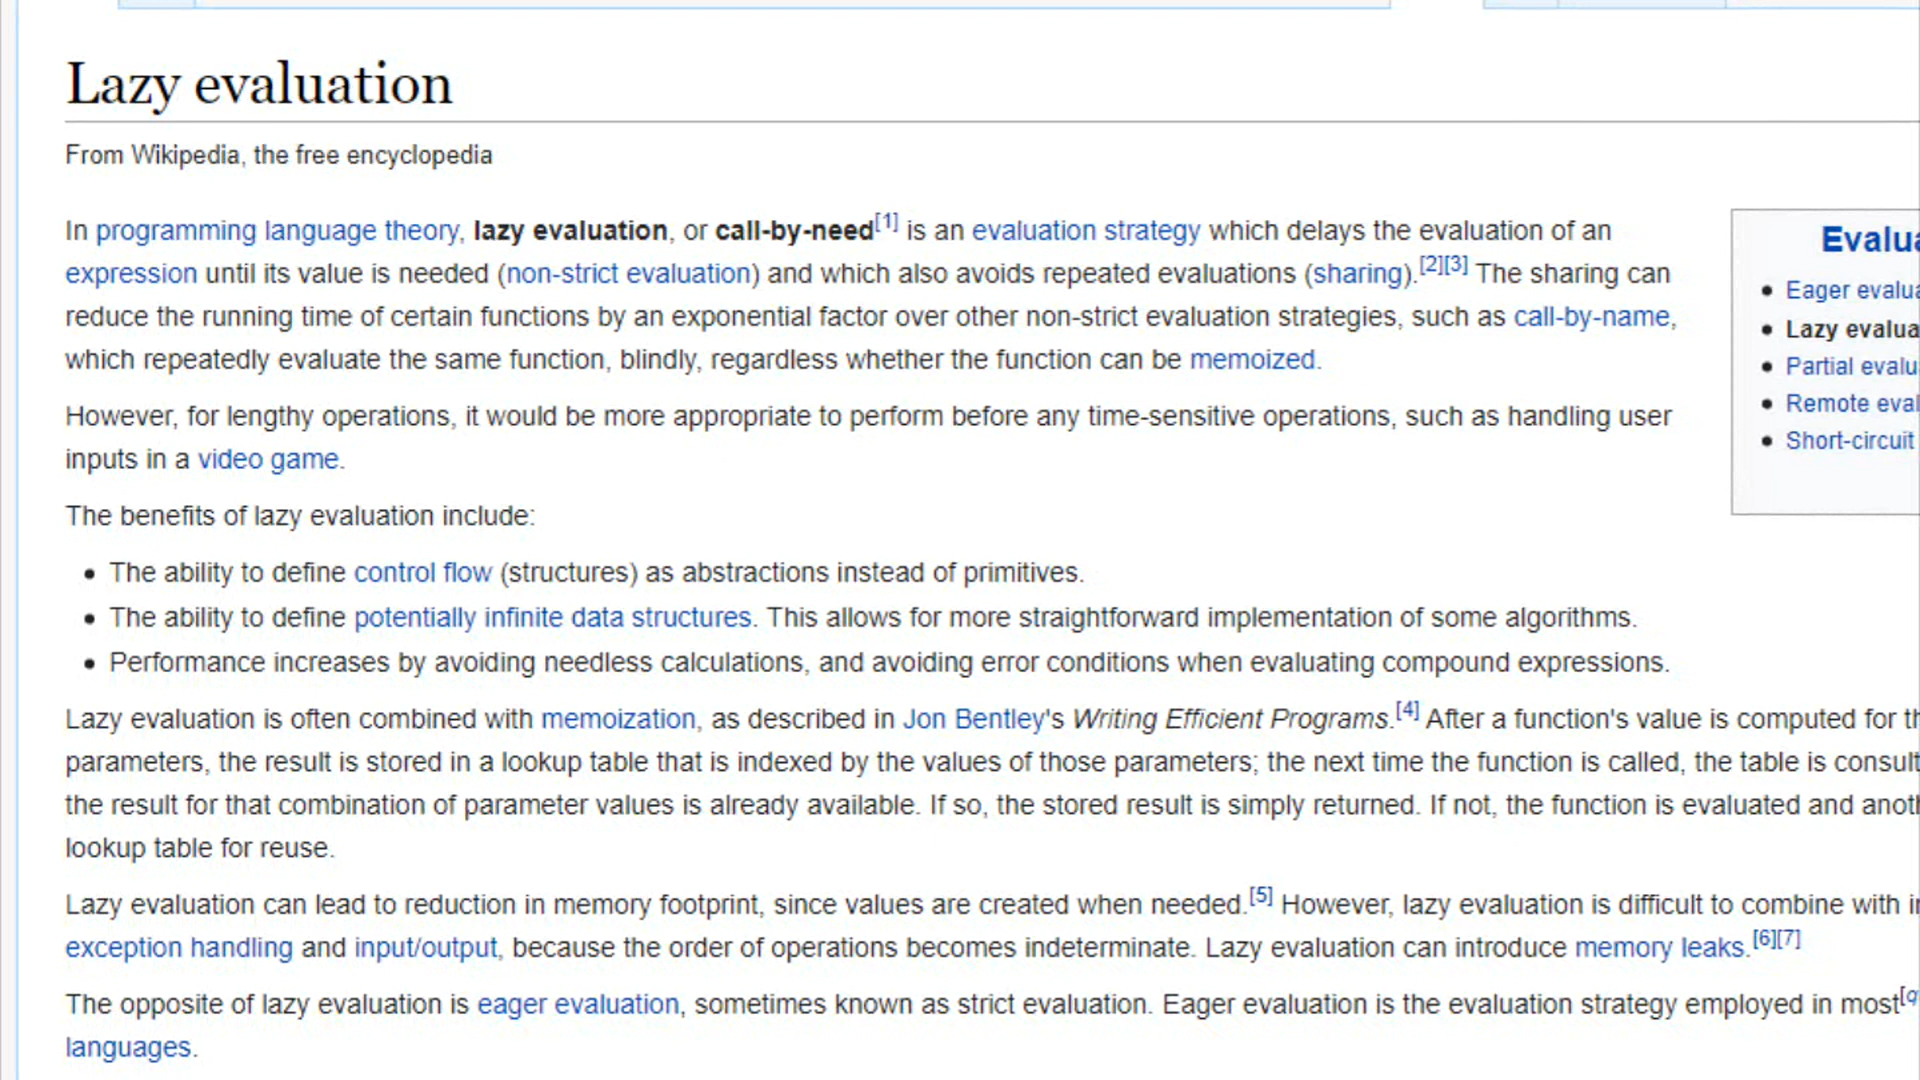 Lazy evaluation
From Wikipedia, the free encyclopedia
In programming language theory, lazy evaluation, or call-by-need[1] is an evaluation strategy which delays the evaluation of an
expression until its value is needed (non-strict evaluation) and which also avoids repeated evaluations (sharing).[2][3] The sharing can
reduce the running time of certain functions by an exponential factor over other non-strict evaluation strategies, such as call-by-name,
which repeatedly evaluate the same function, blindly, regardless whether the function can be memoized.
However, for lengthy operations, it would be more appropriate to perform before any time-sensitive operations, such as handling user
inputs in a video game.
The benefits of lazy evaluation include:
• The ability to define control flow (structures) as abstractions instead of primitives.
• The ability to define potentially infinite data structures. This allows for more straightforward implementation of some algorithms.
• Performance increases by avoiding needless calculations, and avoiding error conditions when evaluating compound expressions.
Lazy evaluation is often combined with memoization, as described in Jon Bentley's Writing Efficient Programs.[4] After a function's value is computed for
parameters, the result is stored in a lookup table that is indexed by the values of those parameters; the next time the function is called, the table is
the result for that combination of parameter values is already available. If so, the stored result is simply returned. If not, the function is evaluated and
lookup table for reuse.
Lazy evaluation can lead to reduction in memory footprint, since values are created when needed.[5] However, lazy evaluation is difficult to combine with
exception handling and input/output, because the order of operations becomes indeterminate. Lazy evaluation can introduce memory leaks.[6][7]
The opposite of lazy evaluation is eager evaluation, sometimes known as strict evaluation. Eager evaluation is the evaluation strategy employed in most
languages.
• Eager
• Lazy
• Partial
• Remote
• Short-circuit